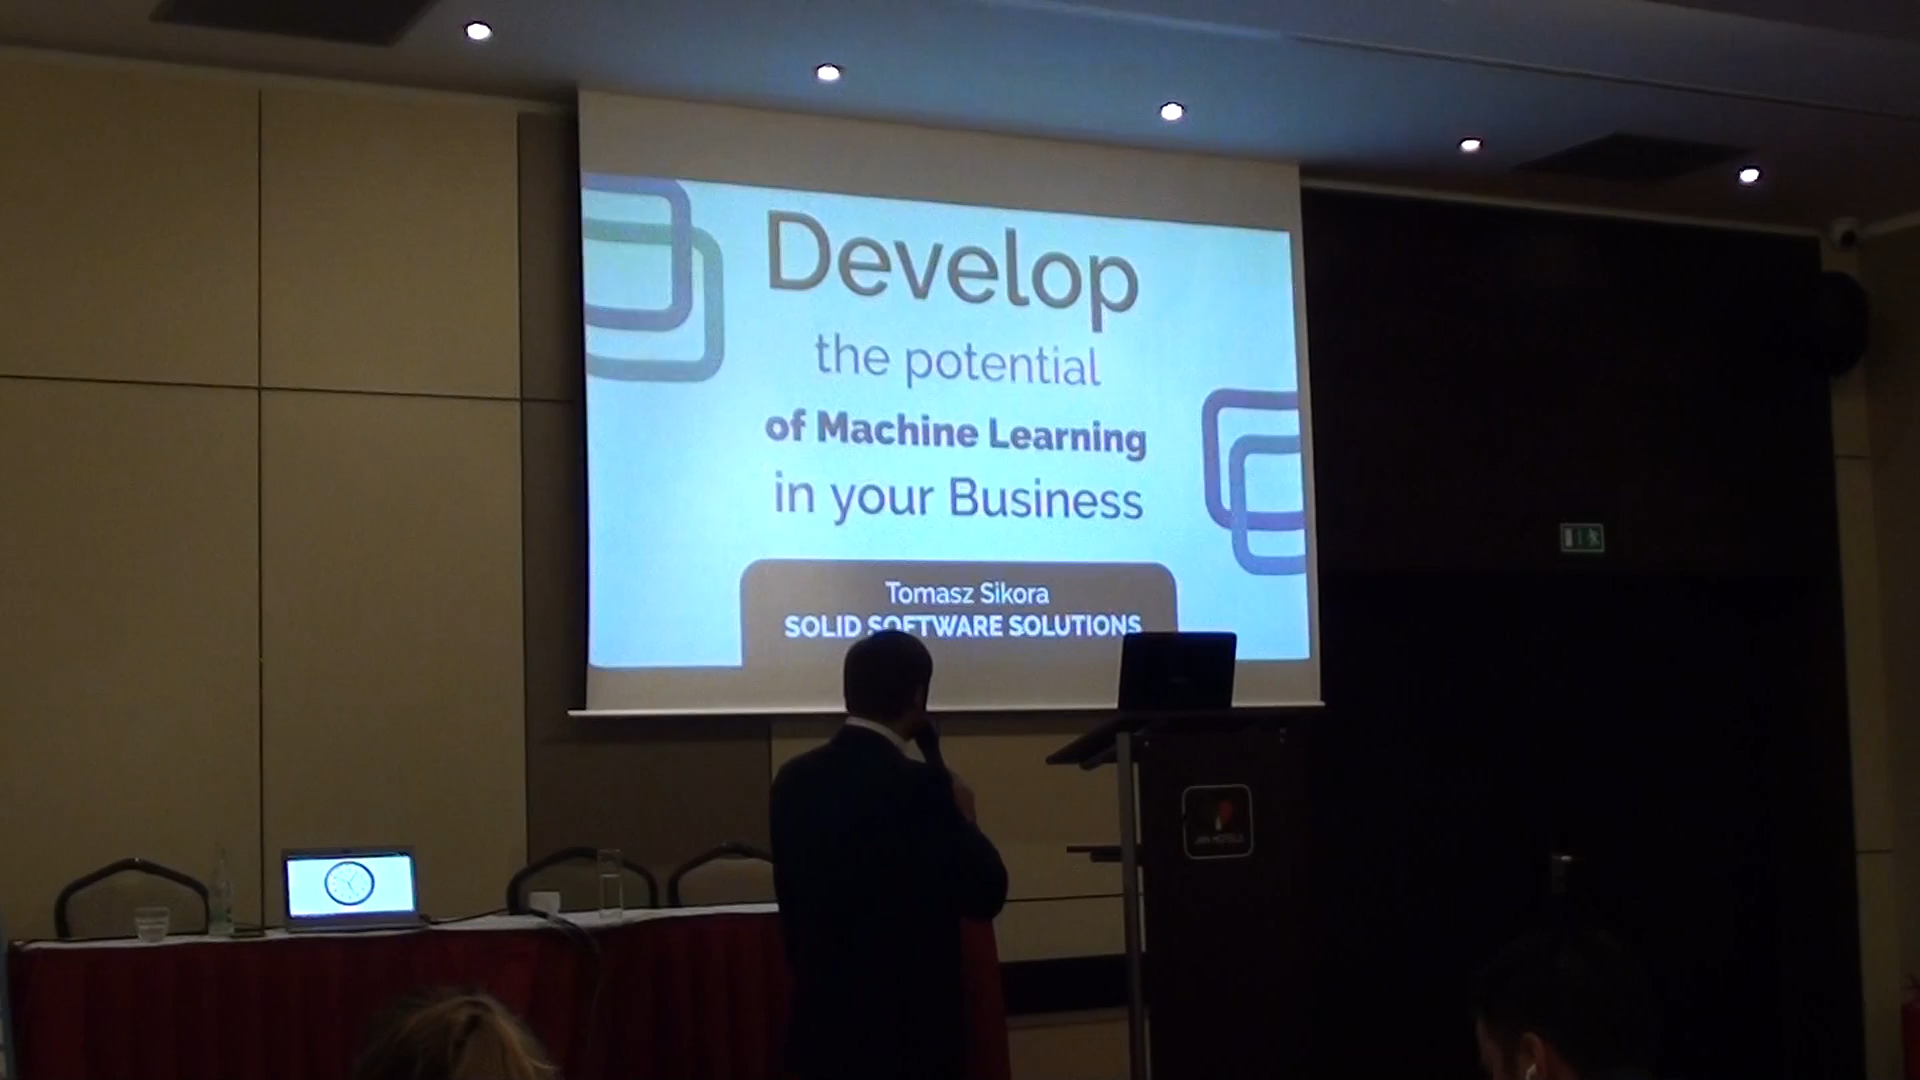 Develop
the potential
of Machine Learning
in your Business
Tomasz Sikora
SOLID SOFTWARE SOLUTIONS